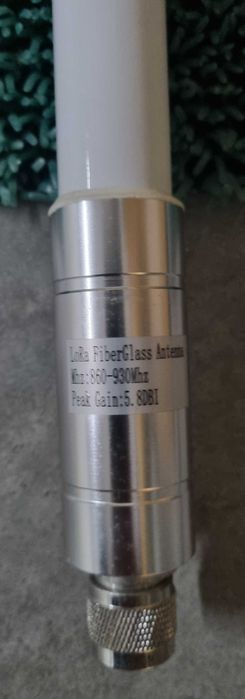 LoRa FiberGlass Antenna
Mhz:860-930Mhz
Peak Gain:5.8DBI